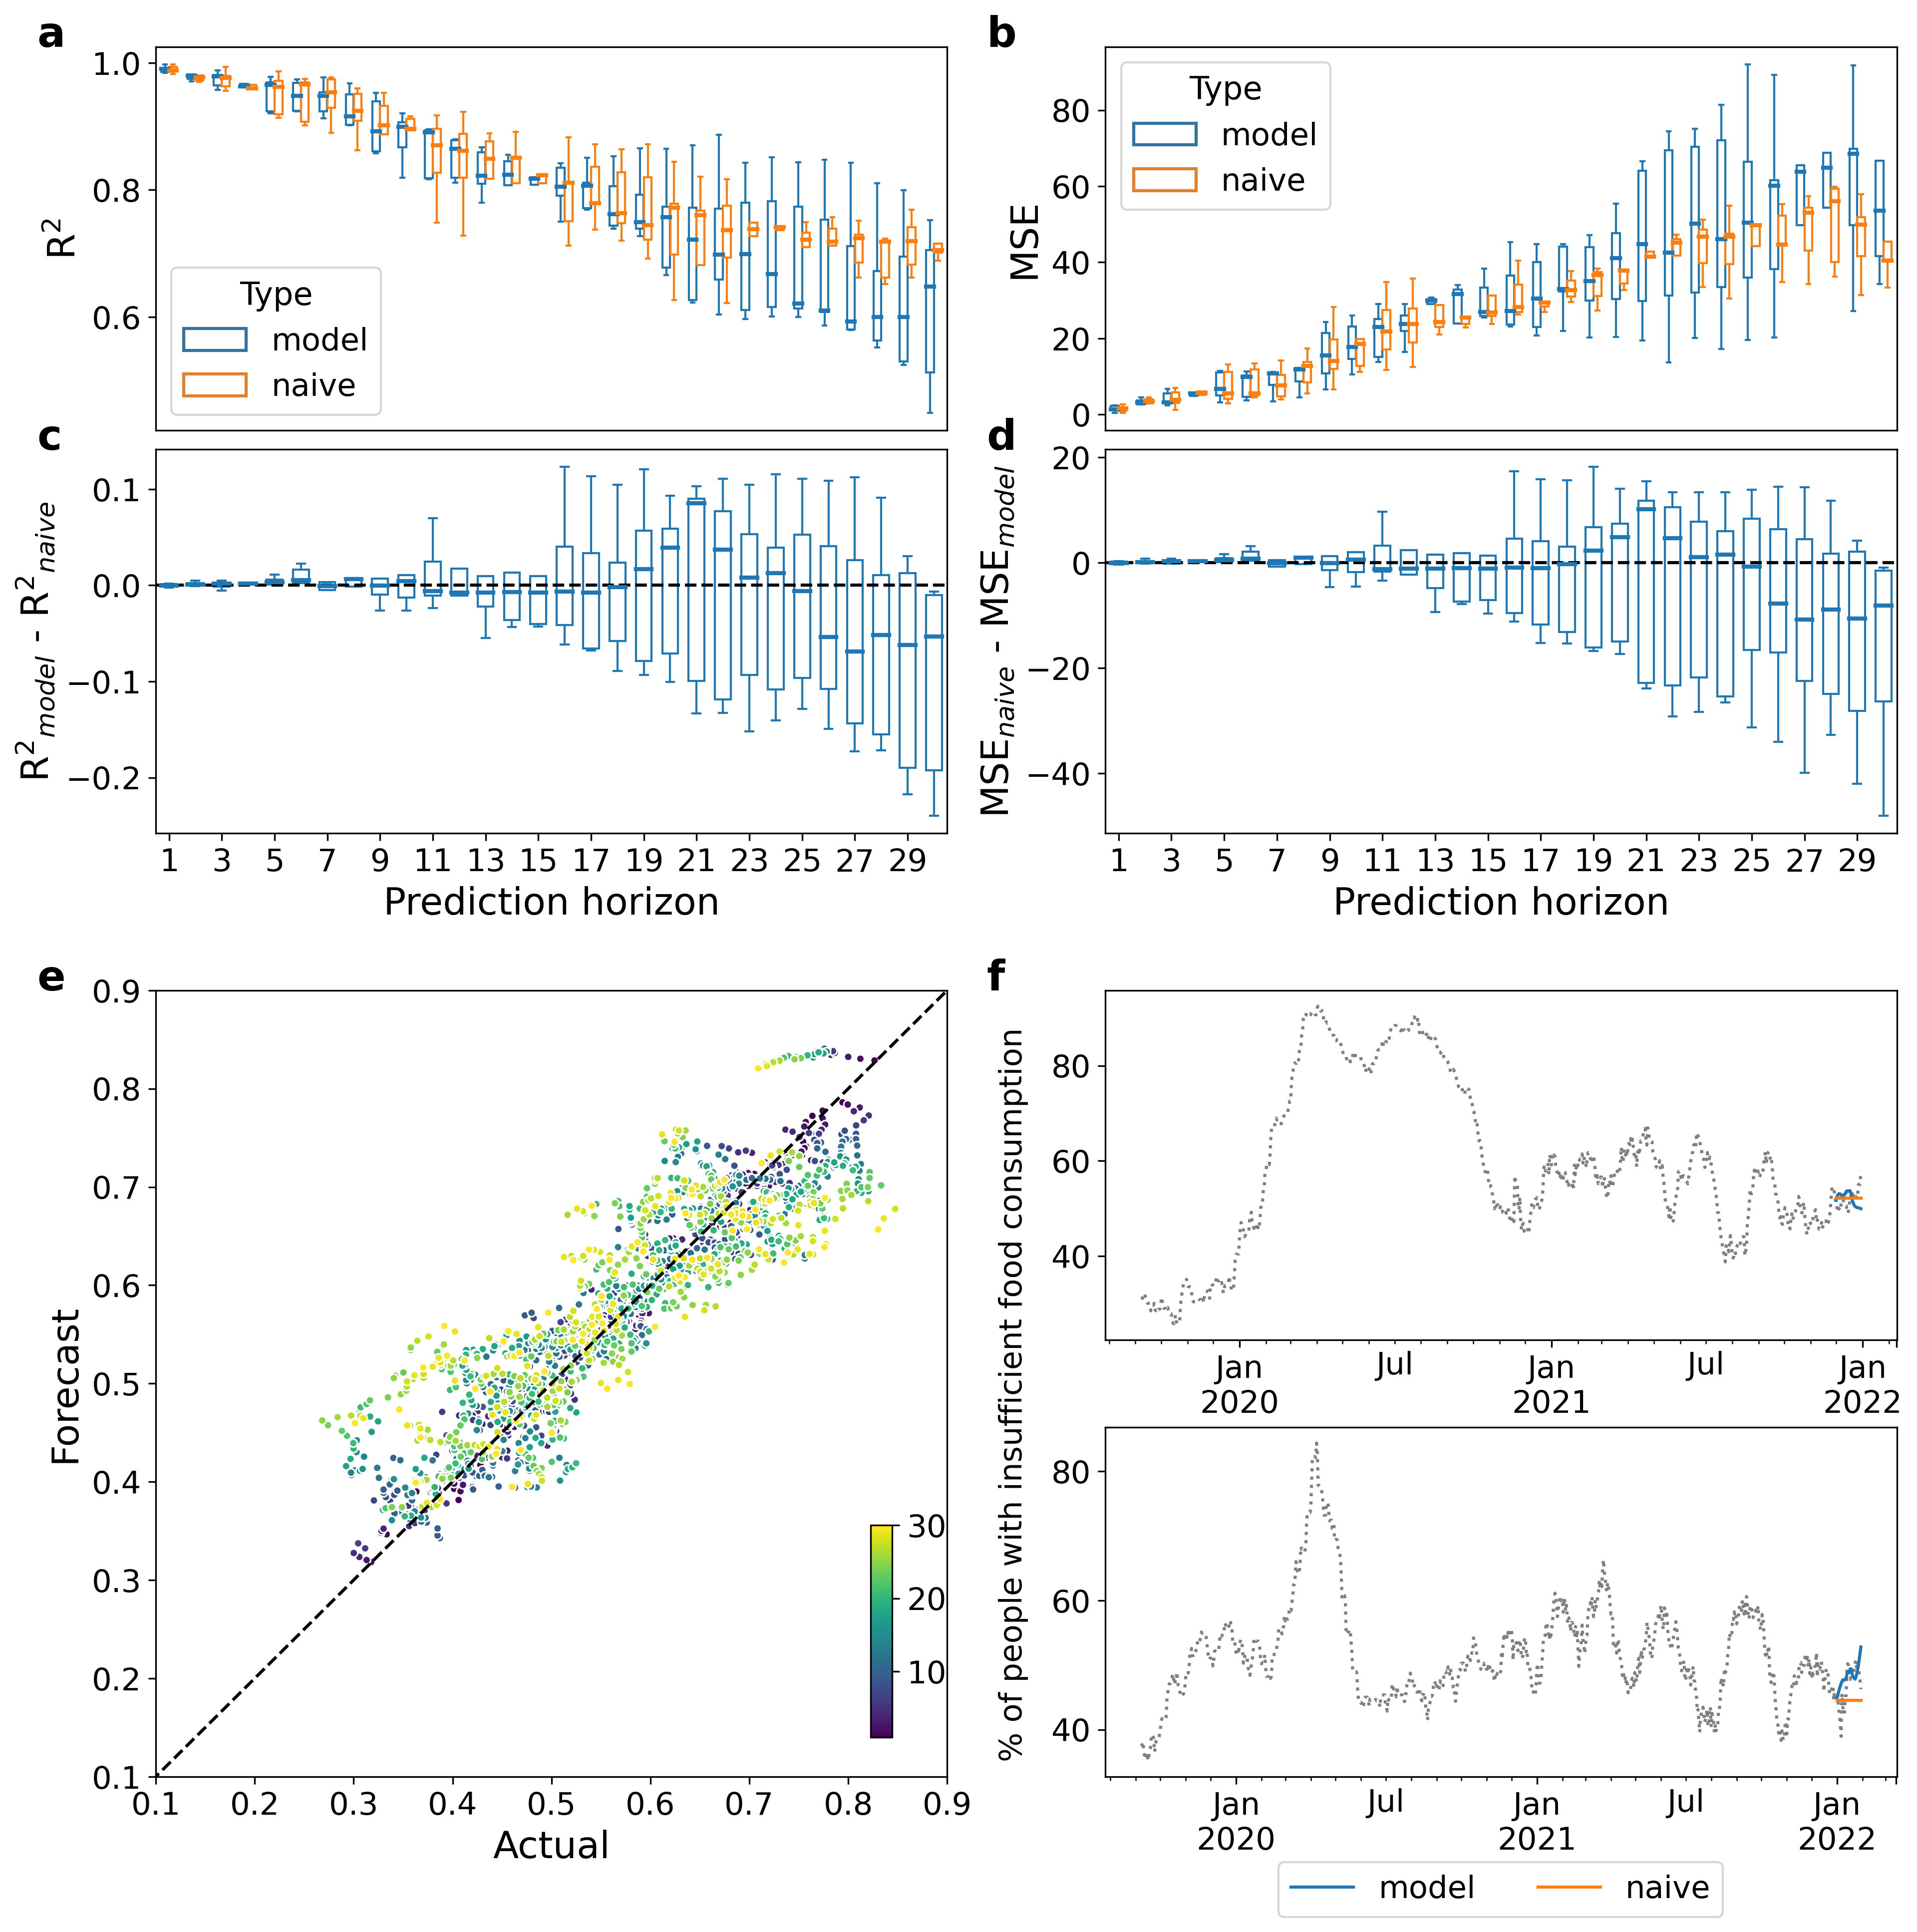 a
1.0
0.8
0.6
R²
Type
model
naive
b
80
60
40
20
0
MSE
Type
model
naive
c
0.1
0.0
−0.1
−0.2
R²model - R²naive
1 3 5 7 9 11 13 15 17 19 21 23 25 27 29
Prediction horizon
d
20
0
−20
−40
MSEnaive - MSEmodel
1 3 5 7 9 11 13 15 17 19 21 23 25 27 29
Prediction horizon
e
0.9
0.8
0.7
0.6
0.5
0.4
0.3
0.2
0.1
Forecast
30
20
10
0.1 0.2 0.3 0.4 0.5 0.6 0.7 0.8 0.9
Actual
f
% of people with insufficient food consumption
80
60
40
Jan Jul Jan Jul Jan
2020 2021 2022
80
60
40
Jan Jul Jan Jul Jan
2020 2021 2022
model naive